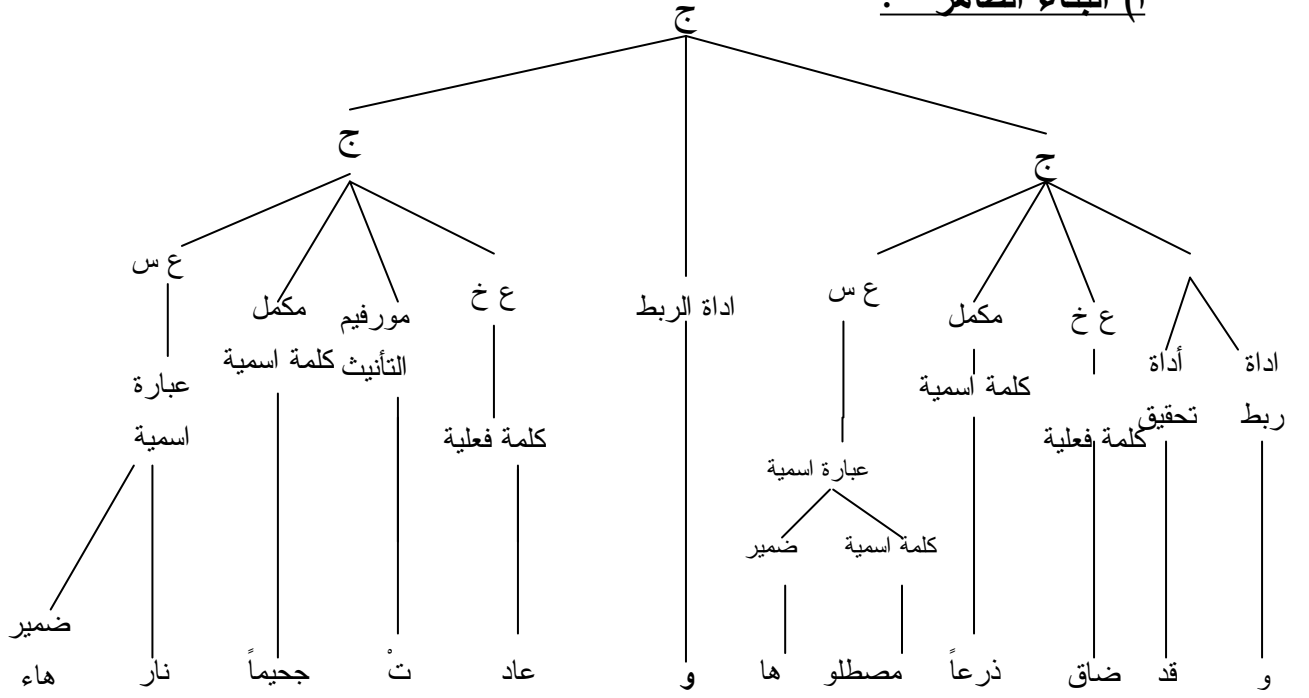 أ) البناء الظاهر :
ج
ج
ج
ع س
مكمل
كلمة اسمية
ع خ
كلمة فعلية
أداة
تحقيق
اداة
ربط
عبارة اسمية
كلمة اسمية
ضمير
اداة الربط
ع خ
كلمة فعلية
مورفيم
التأنيث
مكمل
كلمة اسمية
ع س
عبارة
اسمية
ضمير
و قد ضاق ذرعاً مصطلو ها و عاد تْ جحيماً نار هاء